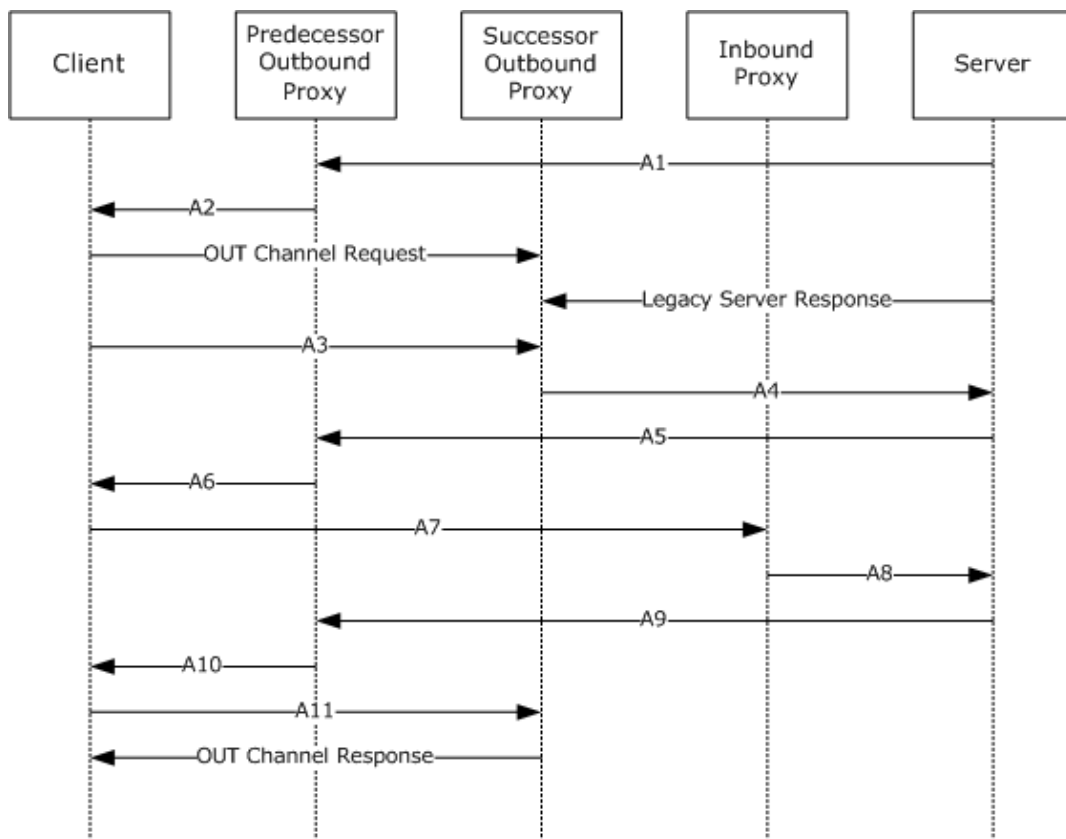 Client
Predecessor
Outbound
Proxy
Successor
Outbound
Proxy
Inbound
Proxy
Server
A1
A2
OUT Channel Request
Legacy Server Response
A3
A4
A5
A6
A7
A8
A9
A10
A11
OUT Channel Response